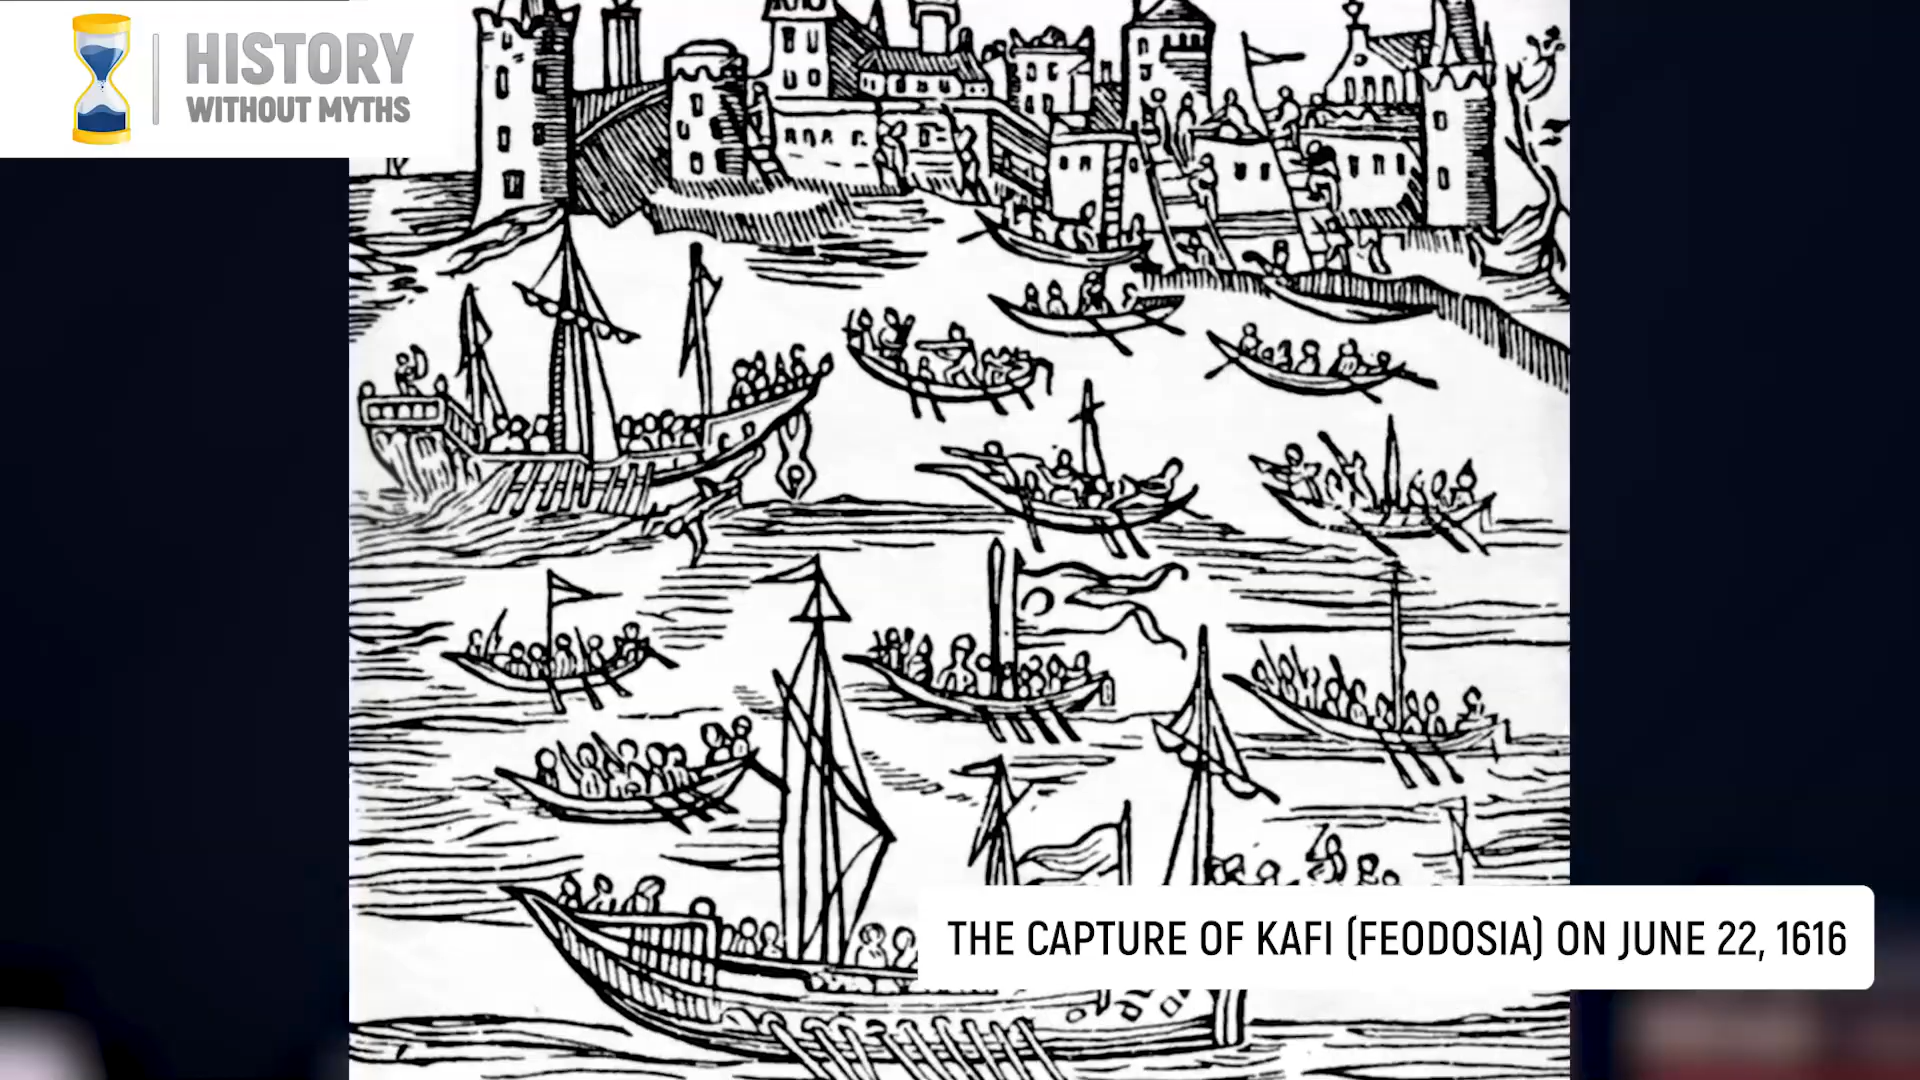 HISTORY
WITHOUT MYTHS
THE CAPTURE OF KAFI (FEODOSIA) ON JUNE 22, 1616